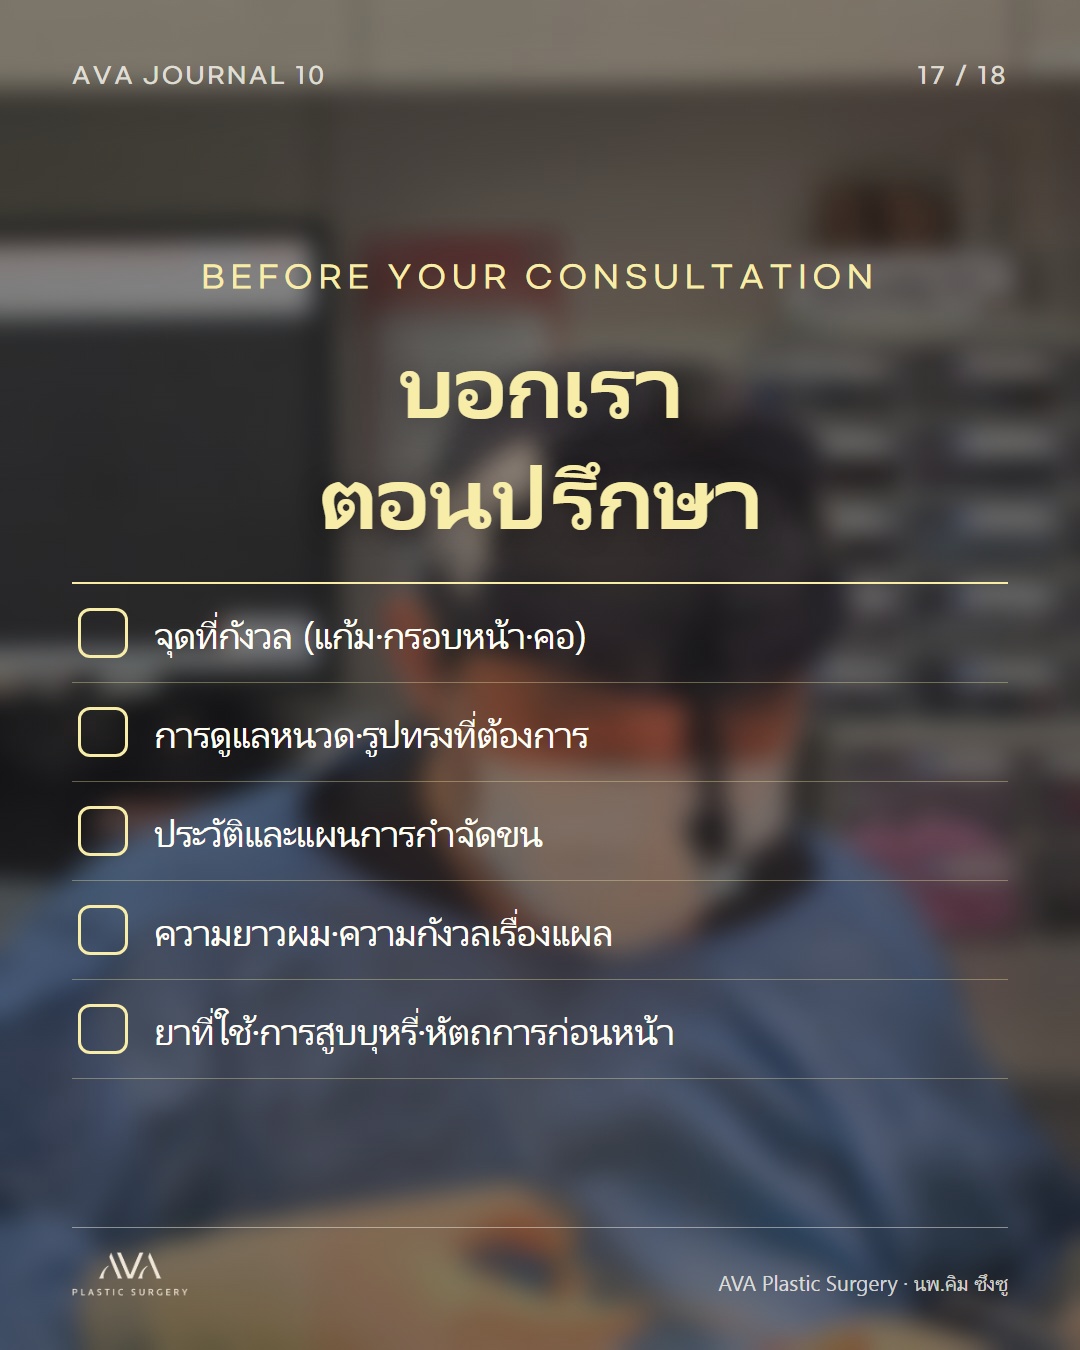 AVA JOURNAL 10
17 / 18
BEFORE YOUR CONSULTATION
บอกเรา
ตอนปรึกษา
จุดที่กังวล (แก้ม·กรอบหน้า·คอ)
การดูแลหนวด·รูปทรงที่ต้องการ
ประวัติและแผนการกำจัดขน
ความยาวผม·ความกังวลเรื่องแผล
ยาที่ใช้·การสูบบุหรี่·หัตถการก่อนหน้า
AVA
PLASTIC SURGERY
AVA Plastic Surgery · นพ.คิม ซึงซู